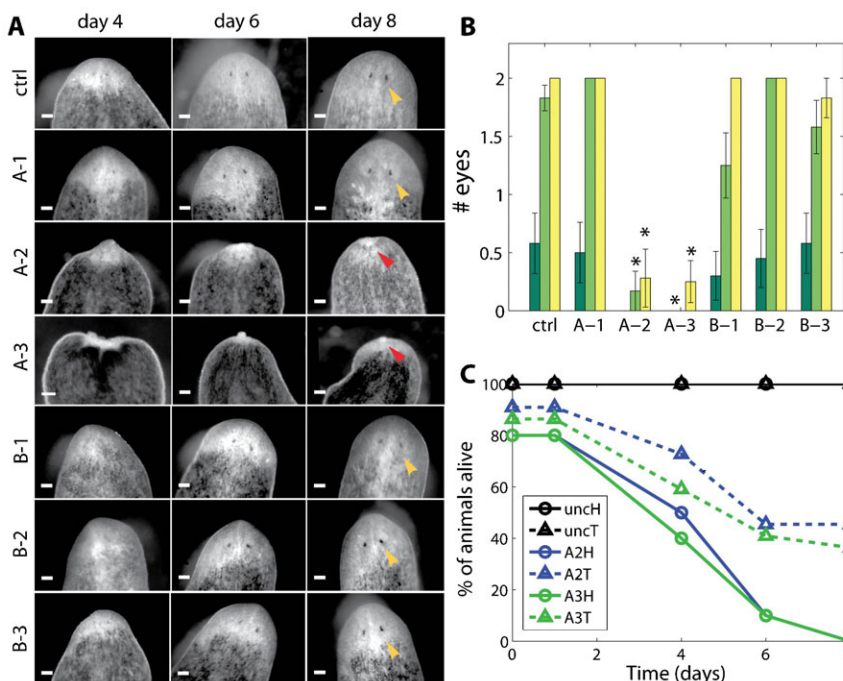 A
day 4
day 6
day 8
ctrl
A-1
A-2
A-3
B-1
B-2
B-3
B
# eyes
2
1.5
1
0.5
0
* * * *
ctrl A–1 A–2 A–3 B–1 B–2 B–3
C
% of animals alive
100
80
60
40
20
0
uncH
uncT
A2H
A2T
A3H
A3T
0 2 4 6
Time (days)